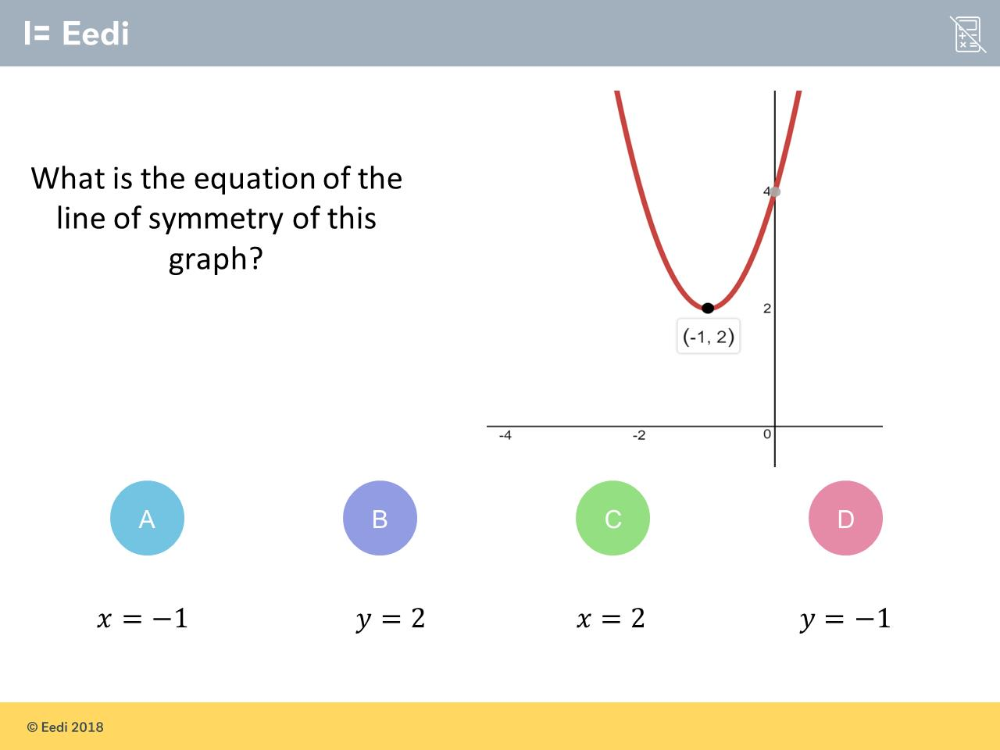 Eedi
What is the equation of the
line of symmetry of this
graph?
4
2
(-1, 2)
-4
-2
0
A
B
C
D
x = −1
y = 2
x = 2
y = −1
© Eedi 2018